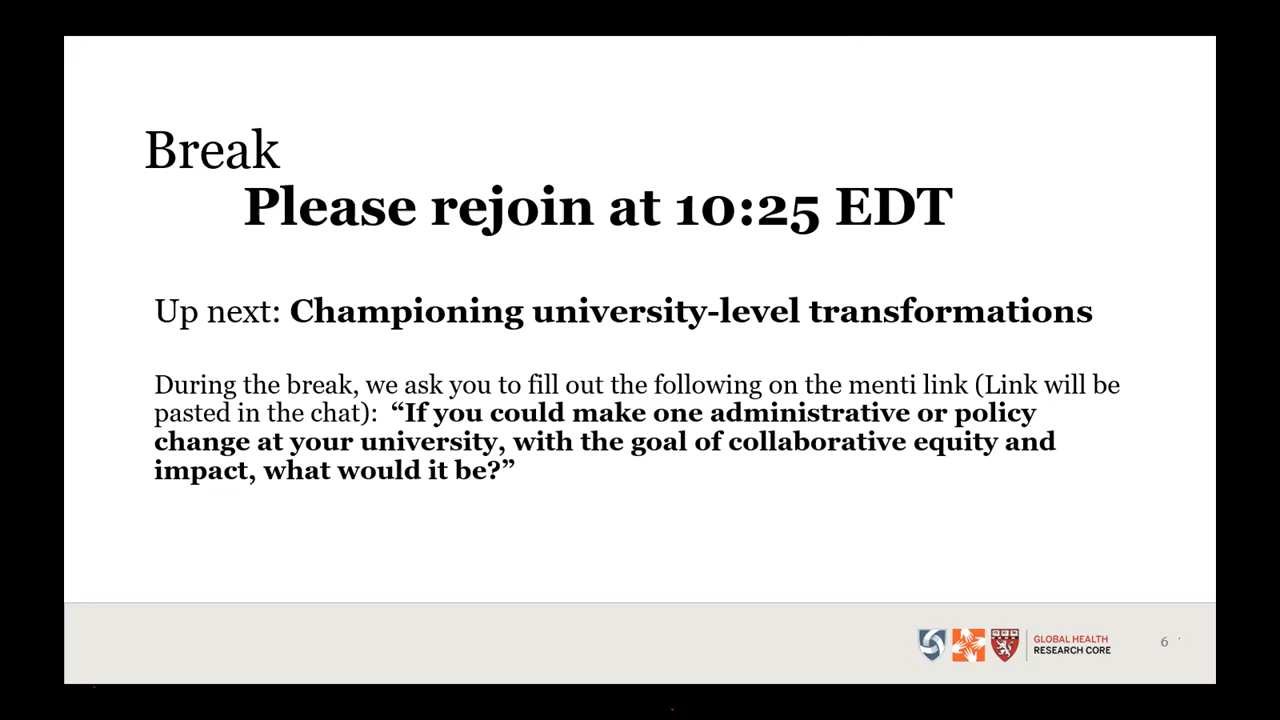 Break
Please rejoin at 10:25 EDT
Up next: Championing university-level transformations
During the break, we ask you to fill out the following on the menti link (Link will be
pasted in the chat):  “If you could make one administrative or policy
change at your university, with the goal of collaborative equity and
impact, what would it be?”
GLOBAL HEALTH
RESEARCH CORE
6